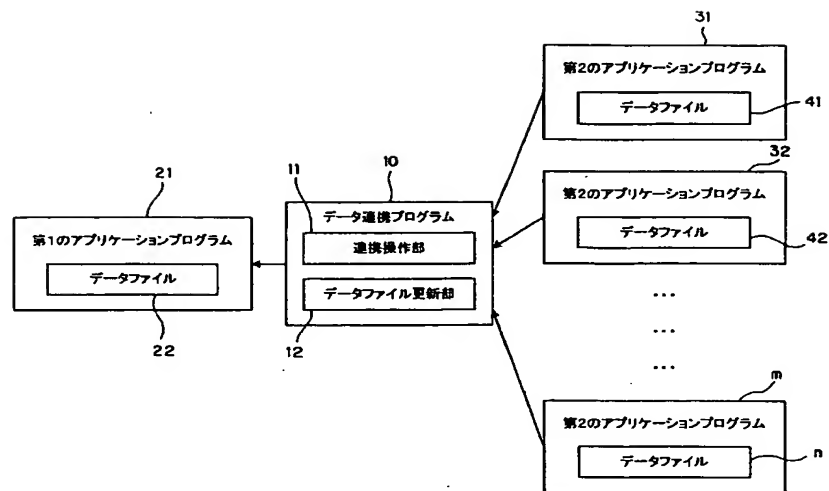 21
第1のアプリケーションプログラム
データファイル
22
10
11
データ連携プログラム
連携操作部
データファイル更新部
12
31
第2のアプリケーションプログラム
データファイル
41
32
第2のアプリケーションプログラム
データファイル
42
...
...
...
m
第2のアプリケーションプログラム
データファイル
n